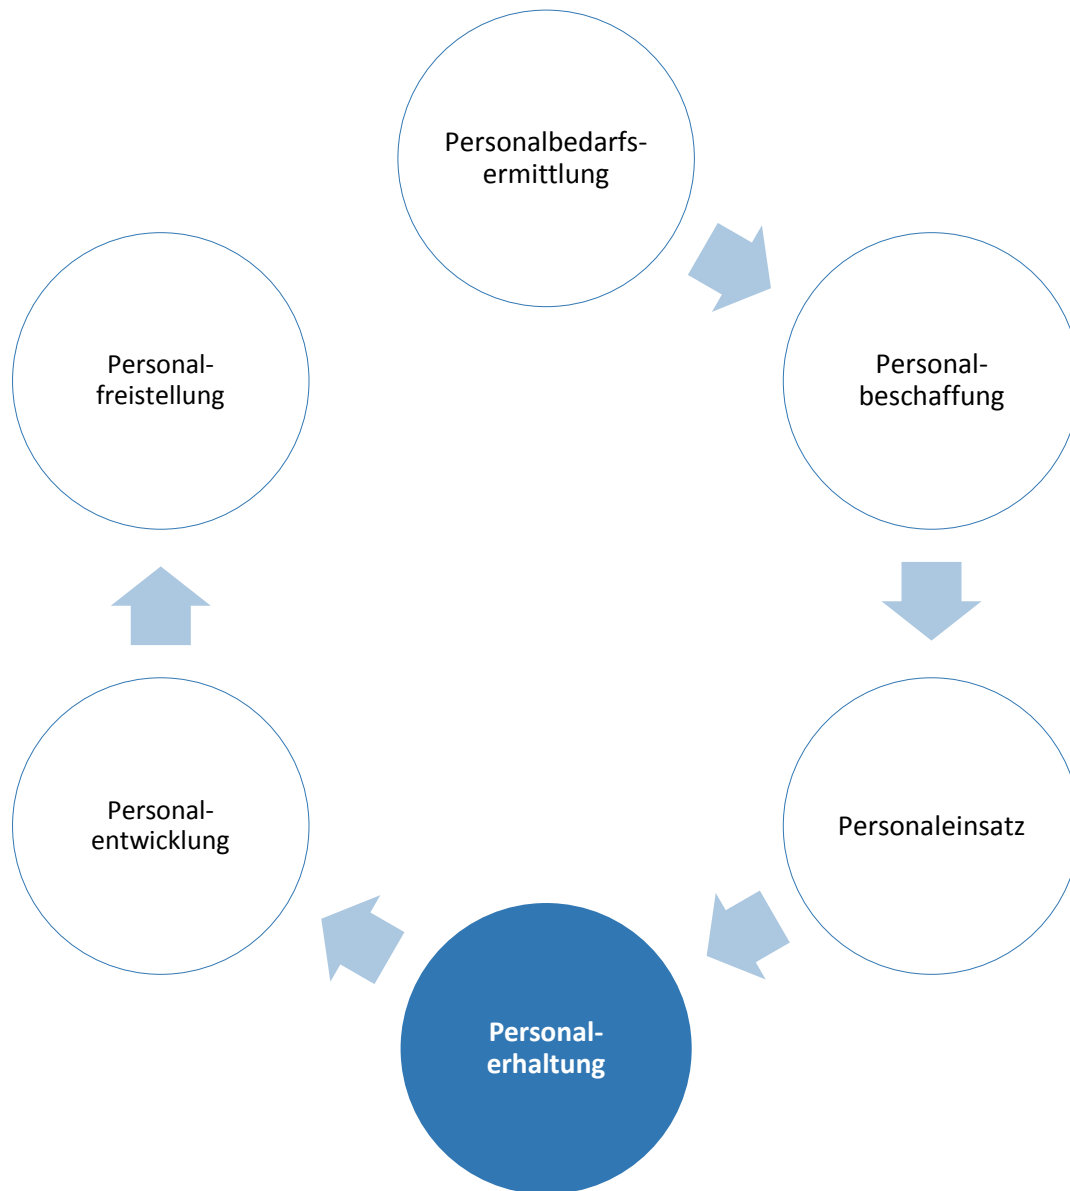 Personalbedarfs-
ermittlung
Personal-
beschaffung
Personaleinsatz
Personal-
erhaltung
Personal-
entwicklung
Personal-
freistellung